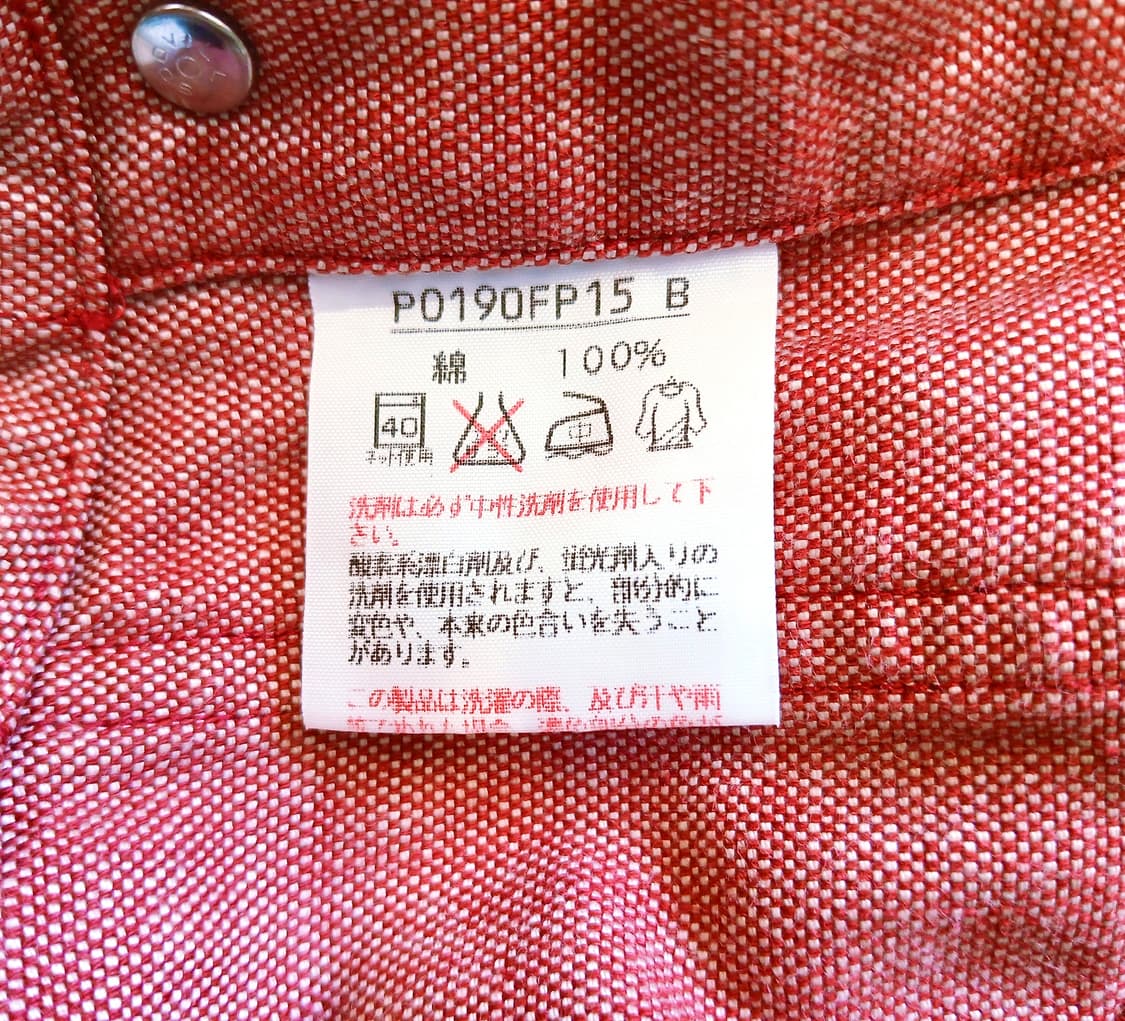 P0190FP15 B
綿 100%
40 中
ネット使用
洗剤は必ず中性洗剤を使用して下
さい。
酸素系漂白剤及び、蛍光剤入りの
洗剤を使用されますと、部分的に
変色や、本来の色合いを失うこと
があります。
この製品は洗濯の際、及び汗や雨